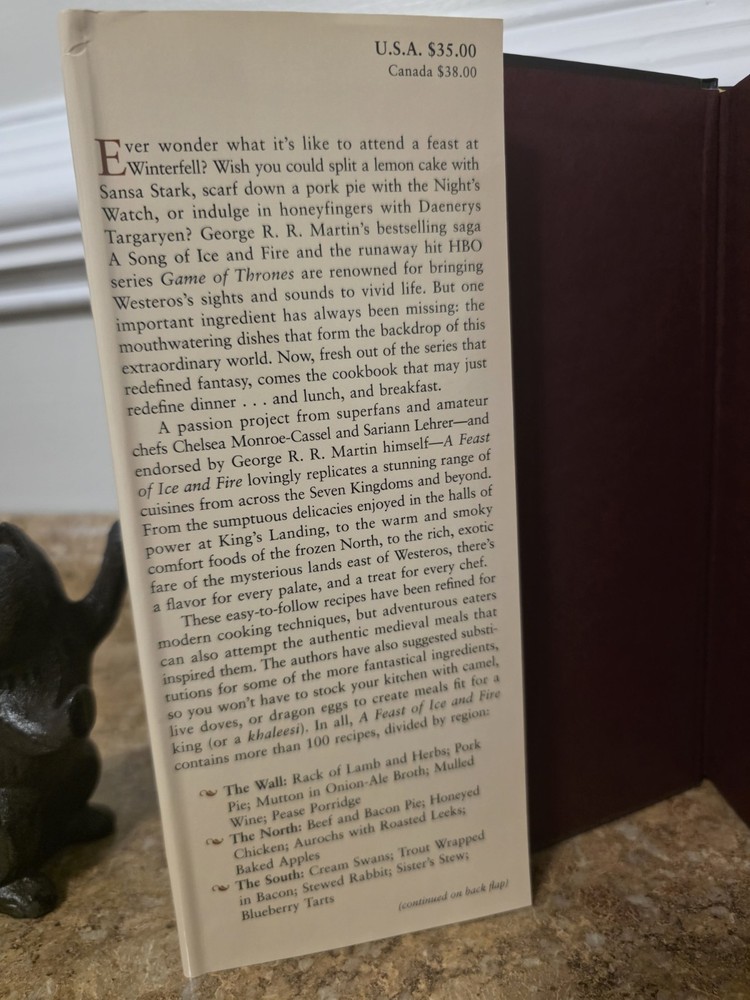 U.S.A. $35.00
Canada $38.00
Ever wonder what it's like to attend a feast at
Winterfell? Wish you could split a lemon cake with
Sansa Stark, scarf down a pork pie with the Night's
Watch, or indulge in honeyfingers with Daenerys
Targaryen? George R. R. Martin's bestselling saga
A Song of Ice and Fire and the runaway hit HBO
series Game of Thrones are renowned for bringing
Westeros's sights and sounds to vivid life. But one
important ingredient has always been missing: the
mouthwatering dishes that form the backdrop of this
extraordinary world. Now, fresh out of the series that
redefined fantasy, comes the cookbook that may just
redefine dinner . . . and lunch, and breakfast.
A passion project from superfans and amateur
chefs Chelsea Monroe-Cassel and Sariann Lehrer—and
endorsed by George R. R. Martin himself—A Feast
of Ice and Fire lovingly replicates a stunning range of
cuisines from across the Seven Kingdoms and beyond.
From the sumptuous delicacies enjoyed in the halls of
power at King's Landing, to the warm and smoky
comfort foods of the frozen North, to the rich, exotic
fare of the mysterious lands east of Westeros, there's
a flavor for every palate, and a treat for every chef.
These easy-to-follow recipes have been refined for
modern cooking techniques, but adventurous eaters
can also attempt the authentic medieval meals that
inspired them. The authors have also suggested substi-
tutions for some of the more fantastical ingredients,
so you won't have to stock your kitchen with camel,
live doves, or dragon eggs to create meals fit for a
king (or a khaleesi). In all, A Feast of Ice and Fire
contains more than 100 recipes, divided by region:
The Wall: Rack of Lamb and Herbs; Pork
Pie; Mutton in Onion-Ale Broth; Mulled
Wine; Pease Porridge
The North: Beef and Bacon Pie; Honeyed
Chicken; Aurochs with Roasted Leeks;
Baked Apples
The South: Cream Swans; Trout Wrapped
in Bacon; Stewed Rabbit; Sister's Stew;
Blueberry Tarts
(continued on back flap)